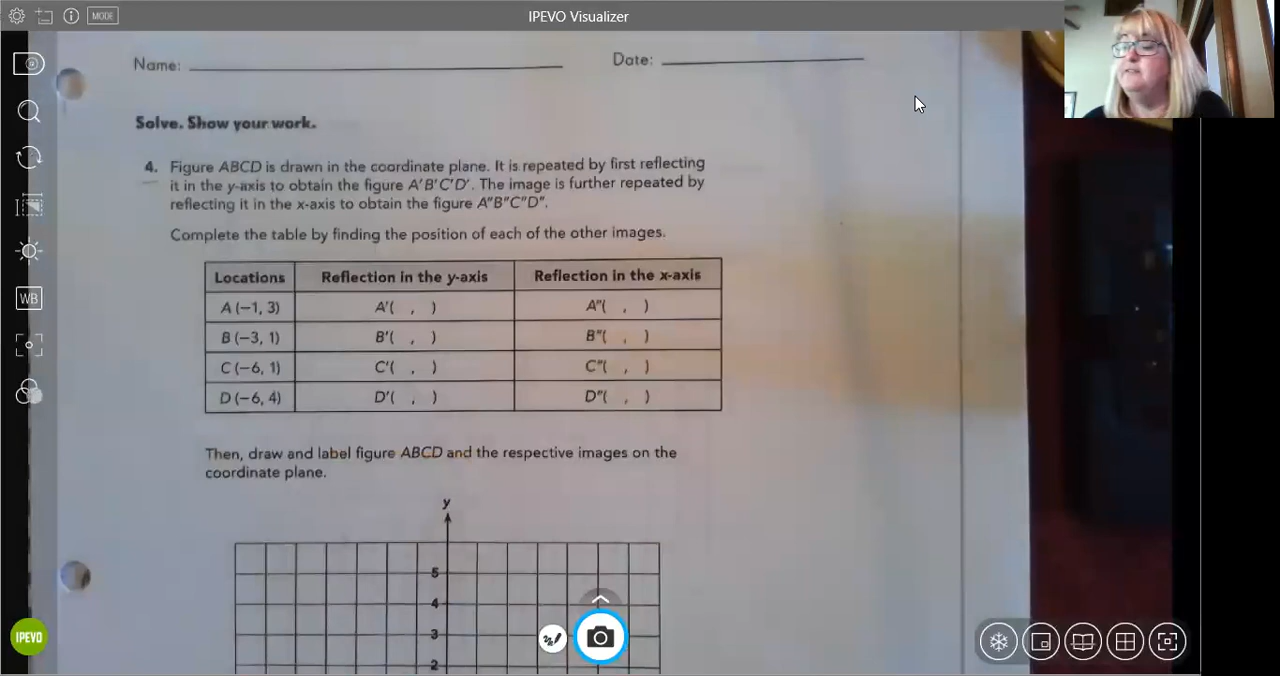 IPEVO Visualizer
MODE
Name: Date:
Solve. Show your work.
4. Figure ABCD is drawn in the coordinate plane. It is repeated by first reflecting
it in the y-axis to obtain the figure A′B′C′D′. The image is further repeated by
reflecting it in the x-axis to obtain the figure A″B″C″D″.
Complete the table by finding the position of each of the other images.
Locations Reflection in the y-axis Reflection in the x-axis
A (−1, 3) A′( , ) A″( , )
B (−3, 1) B′( , ) B″( , )
C (−6, 1) C′( , ) C″( , )
D (−6, 4) D′( , ) D″( , )
Then, draw and label figure ABCD and the respective images on the
coordinate plane.
y
5
4
3
2
WB
IPEVO